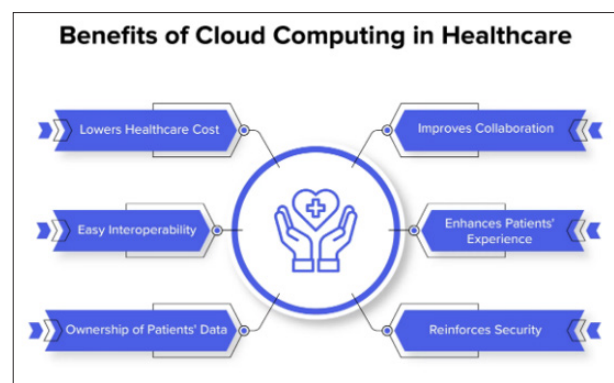 Benefits of Cloud Computing in Healthcare
Lowers Healthcare Cost
Improves Collaboration
Easy Interoperability
Enhances Patients'
Experience
Ownership of Patients' Data
Reinforces Security